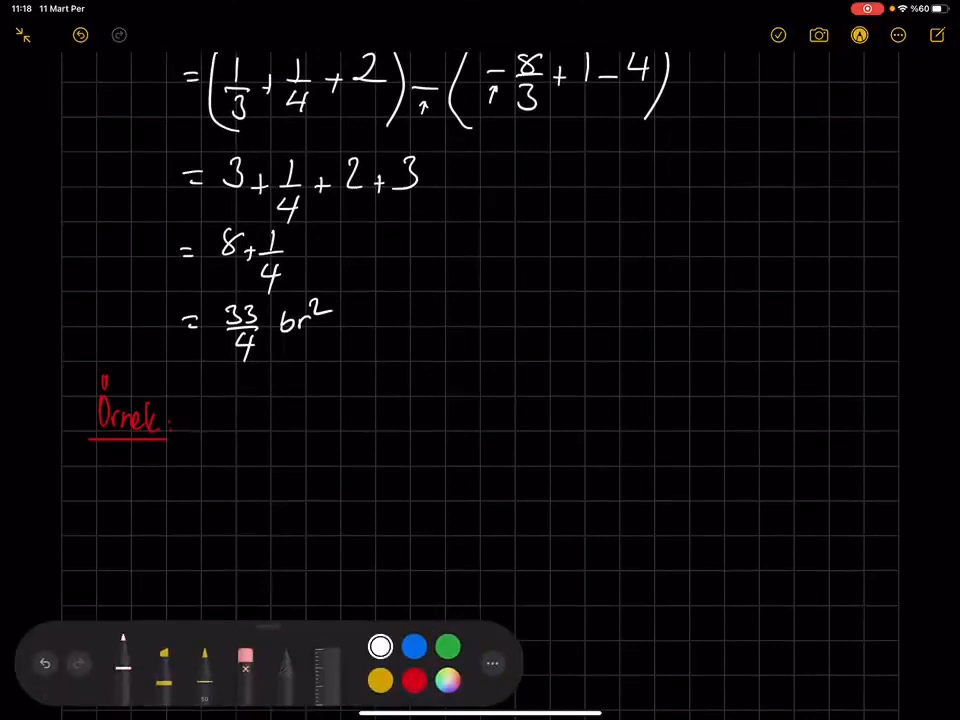 11:18 11 Mart Per %60
= (1/3 + 1/4 + 2) - (- 8/3 + 1 - 4)
= 3 + 1/4 + 2 + 3
= 8 + 1/4
= 33/4 br²
Örnek:
50